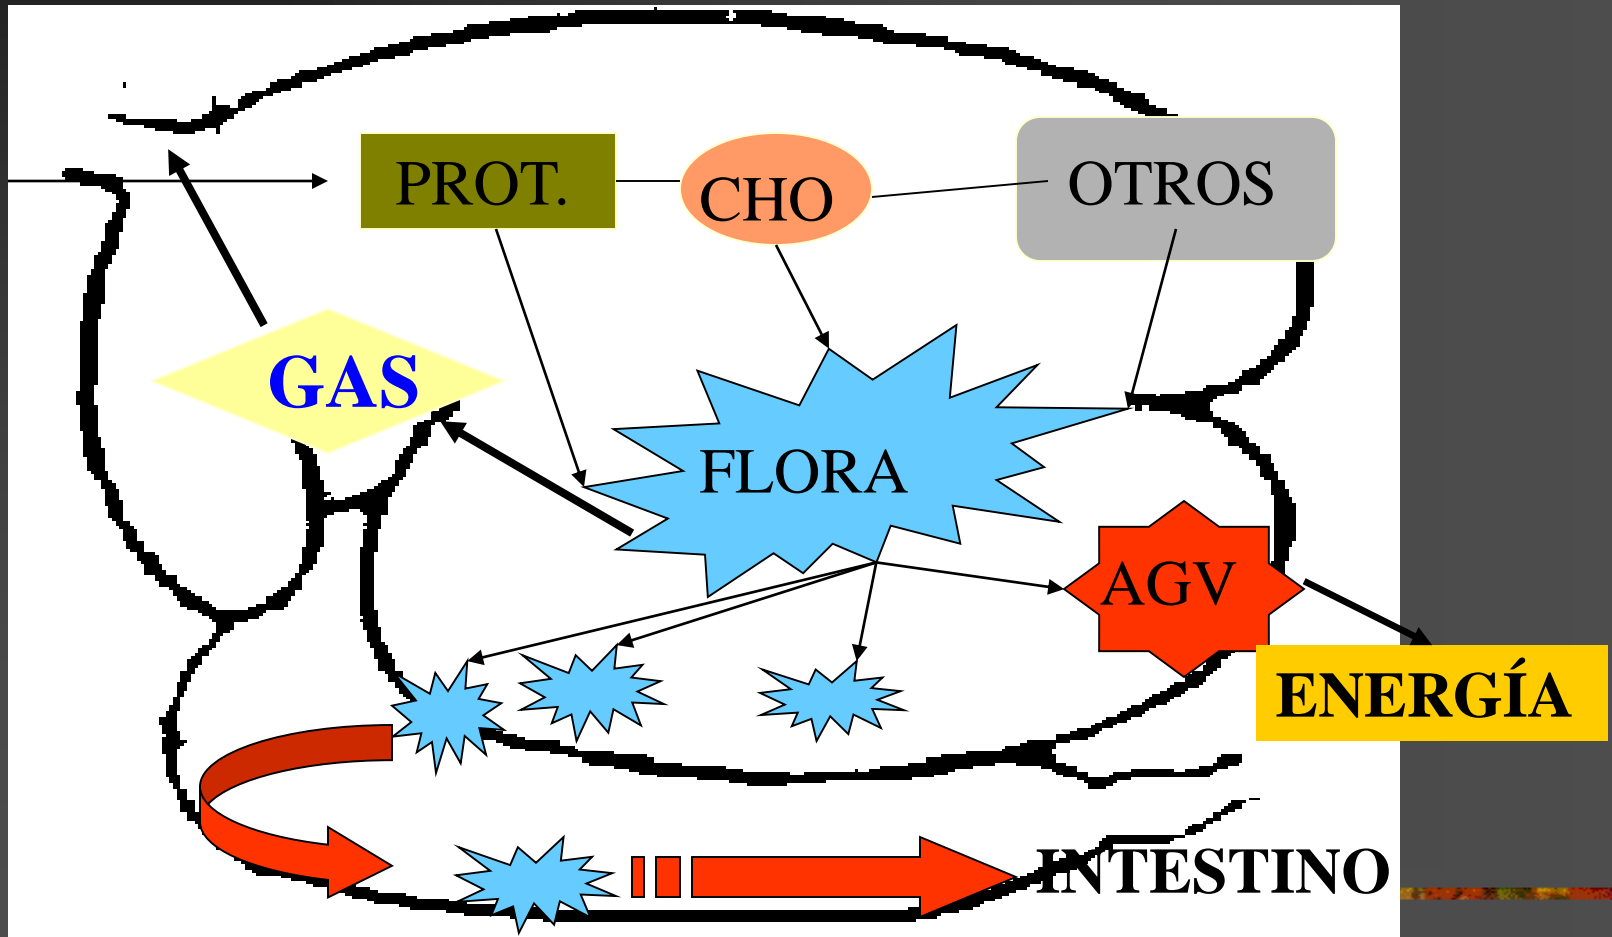 PROT.
CHO
OTROS
GAS
FLORA
AGV
ENERGÍA
INTESTINO